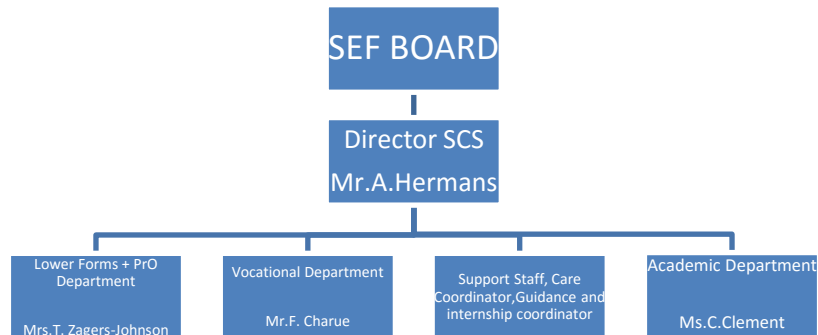 SEF BOARD
Director SCS
Mr.A.Hermans
Lower Forms + PrO
Department
Mrs.T. Zagers-Johnson
Vocational Department
Mr.F. Charue
Support Staff, Care
Coordinator,Guidance and
internship coordinator
Academic Department
Ms.C.Clement